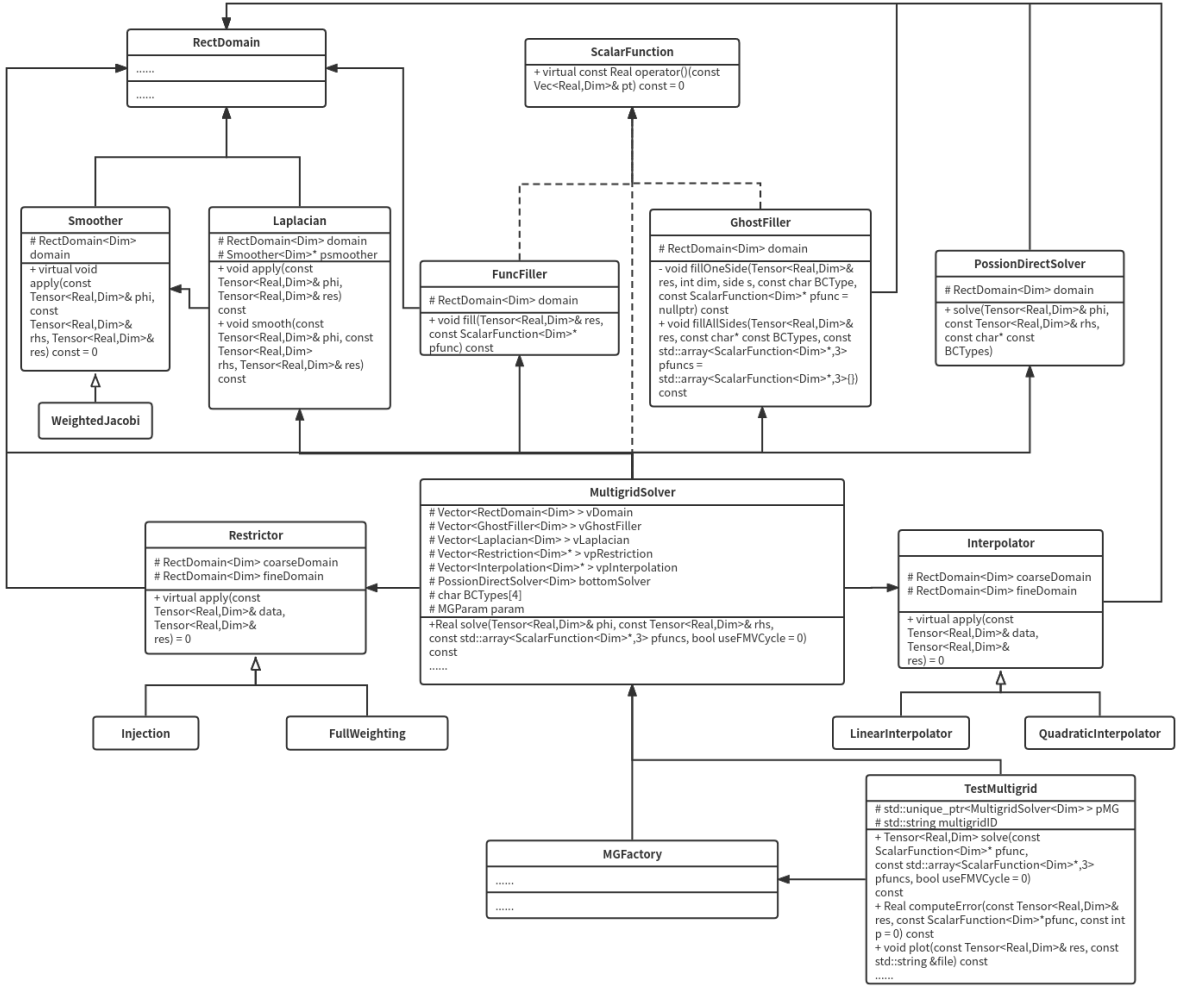 RectDomain
......
......
ScalarFunction
+ virtual const Real operator()(const
Vec<Real,Dim>& pt) const = 0
Smoother
# RectDomain<Dim>
domain
+ virtual void
apply(const
Tensor<Real,Dim>& phi,
const
Tensor<Real,Dim>&
rhs, Tensor<Real,Dim>&
res) const = 0
WeightedJacobi
Laplacian
# RectDomain<Dim> domain
# Smoother<Dim>* psmoother
+ void apply(const
Tensor<Real,Dim>& phi,
Tensor<Real,Dim>& res)
const
+ void smooth(const
Tensor<Real,Dim>& phi, const
Tensor<Real,Dim>
rhs, Tensor<Real,Dim>& res)
const
FuncFiller
# RectDomain<Dim> domain
+ void fill(Tensor<Real,Dim>& res,
const ScalarFunction<Dim>*
pfunc) const
GhostFiller
# RectDomain<Dim> domain
- void fillOneSide(Tensor<Real,Dim>&
res, int dim, side s, const char BCType,
const ScalarFunction<Dim>* pfunc =
nullptr) const
+ void fillAllSides(Tensor<Real,Dim>&
res, const char* const BCTypes, const
std::array<ScalarFunction<Dim>*,3>
pfuncs =
std::array<ScalarFunction<Dim>*,3>{})
const
PossionDirectSolver
# RectDomain<Dim> domain
+ solve(Tensor<Real,Dim>& phi,
const Tensor<Real,Dim>& rhs,
const char* const
BCTypes)
MultigridSolver
# Vector<RectDomain<Dim> > vDomain
# Vector<GhostFiller<Dim> > vGhostFiller
# Vector<Laplacian<Dim> > vLaplacian
# Vector<Restriction<Dim>* > vpRestriction
# Vector<Interpolation<Dim>* > vpInterpolation
# PossionDirectSolver<Dim> bottomSolver
# char BCTypes[4]
# MGParam param
+Real solve(Tensor<Real,Dim>& phi, const Tensor<Real,Dim>& rhs,
const std::array<ScalarFunction<Dim>*,3> pfuncs, bool useFMVCycle = 0)
const
......
Restrictor
# RectDomain<Dim> coarseDomain
# RectDomain<Dim> fineDomain
+ virtual apply(const
Tensor<Real,Dim>& data,
Tensor<Real,Dim>&
res) = 0
Injection
FullWeighting
Interpolator
# RectDomain<Dim> coarseDomain
# RectDomain<Dim> fineDomain
+ virtual apply(const
Tensor<Real,Dim>& data,
Tensor<Real,Dim>&
res) = 0
LinearInterpolator
QuadraticInterpolator
MGFactory
......
......
TestMultigrid
# std::unique_ptr<MultigridSolver<Dim> > pMG
# std::string multigridID
+ Tensor<Real,Dim> solve(const
ScalarFunction<Dim>* pfunc,
const std::array<ScalarFunction<Dim>*,3>
pfuncs, bool useFMVCycle = 0)
const
+ Real computeError(const Tensor<Real,Dim>&
res, const ScalarFunction<Dim>*pfunc, const int
p = 0) const
+ void plot(const Tensor<Real,Dim>& res, const
std::string &file) const
......